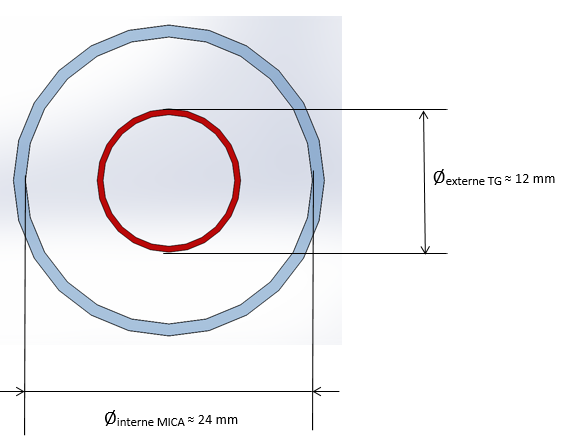 Øexterne TG ≈ 12 mm
Øinterne MICA ≈ 24 mm